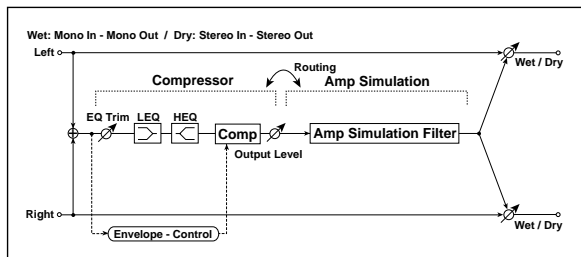 Wet: Mono In - Mono Out / Dry: Stereo In - Stereo Out
Left
Wet / Dry
Routing
Compressor
Amp Simulation
EQ Trim
LEQ
HEQ
Comp
Output Level
Amp Simulation Filter
Right
Wet / Dry
Envelope - Control